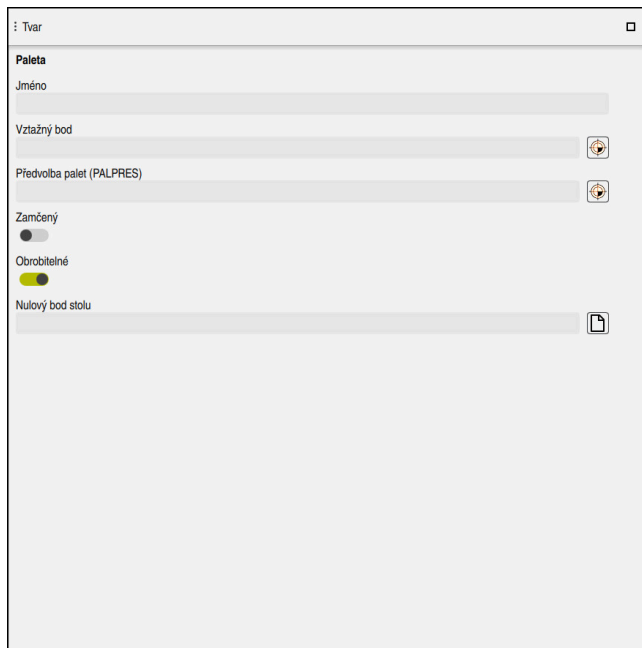 Tvar
Paleta
Jméno
Vztažný bod
Předvolba palet (PALPRES)
Zamčený
Obrobitelné
Nulový bod stolu